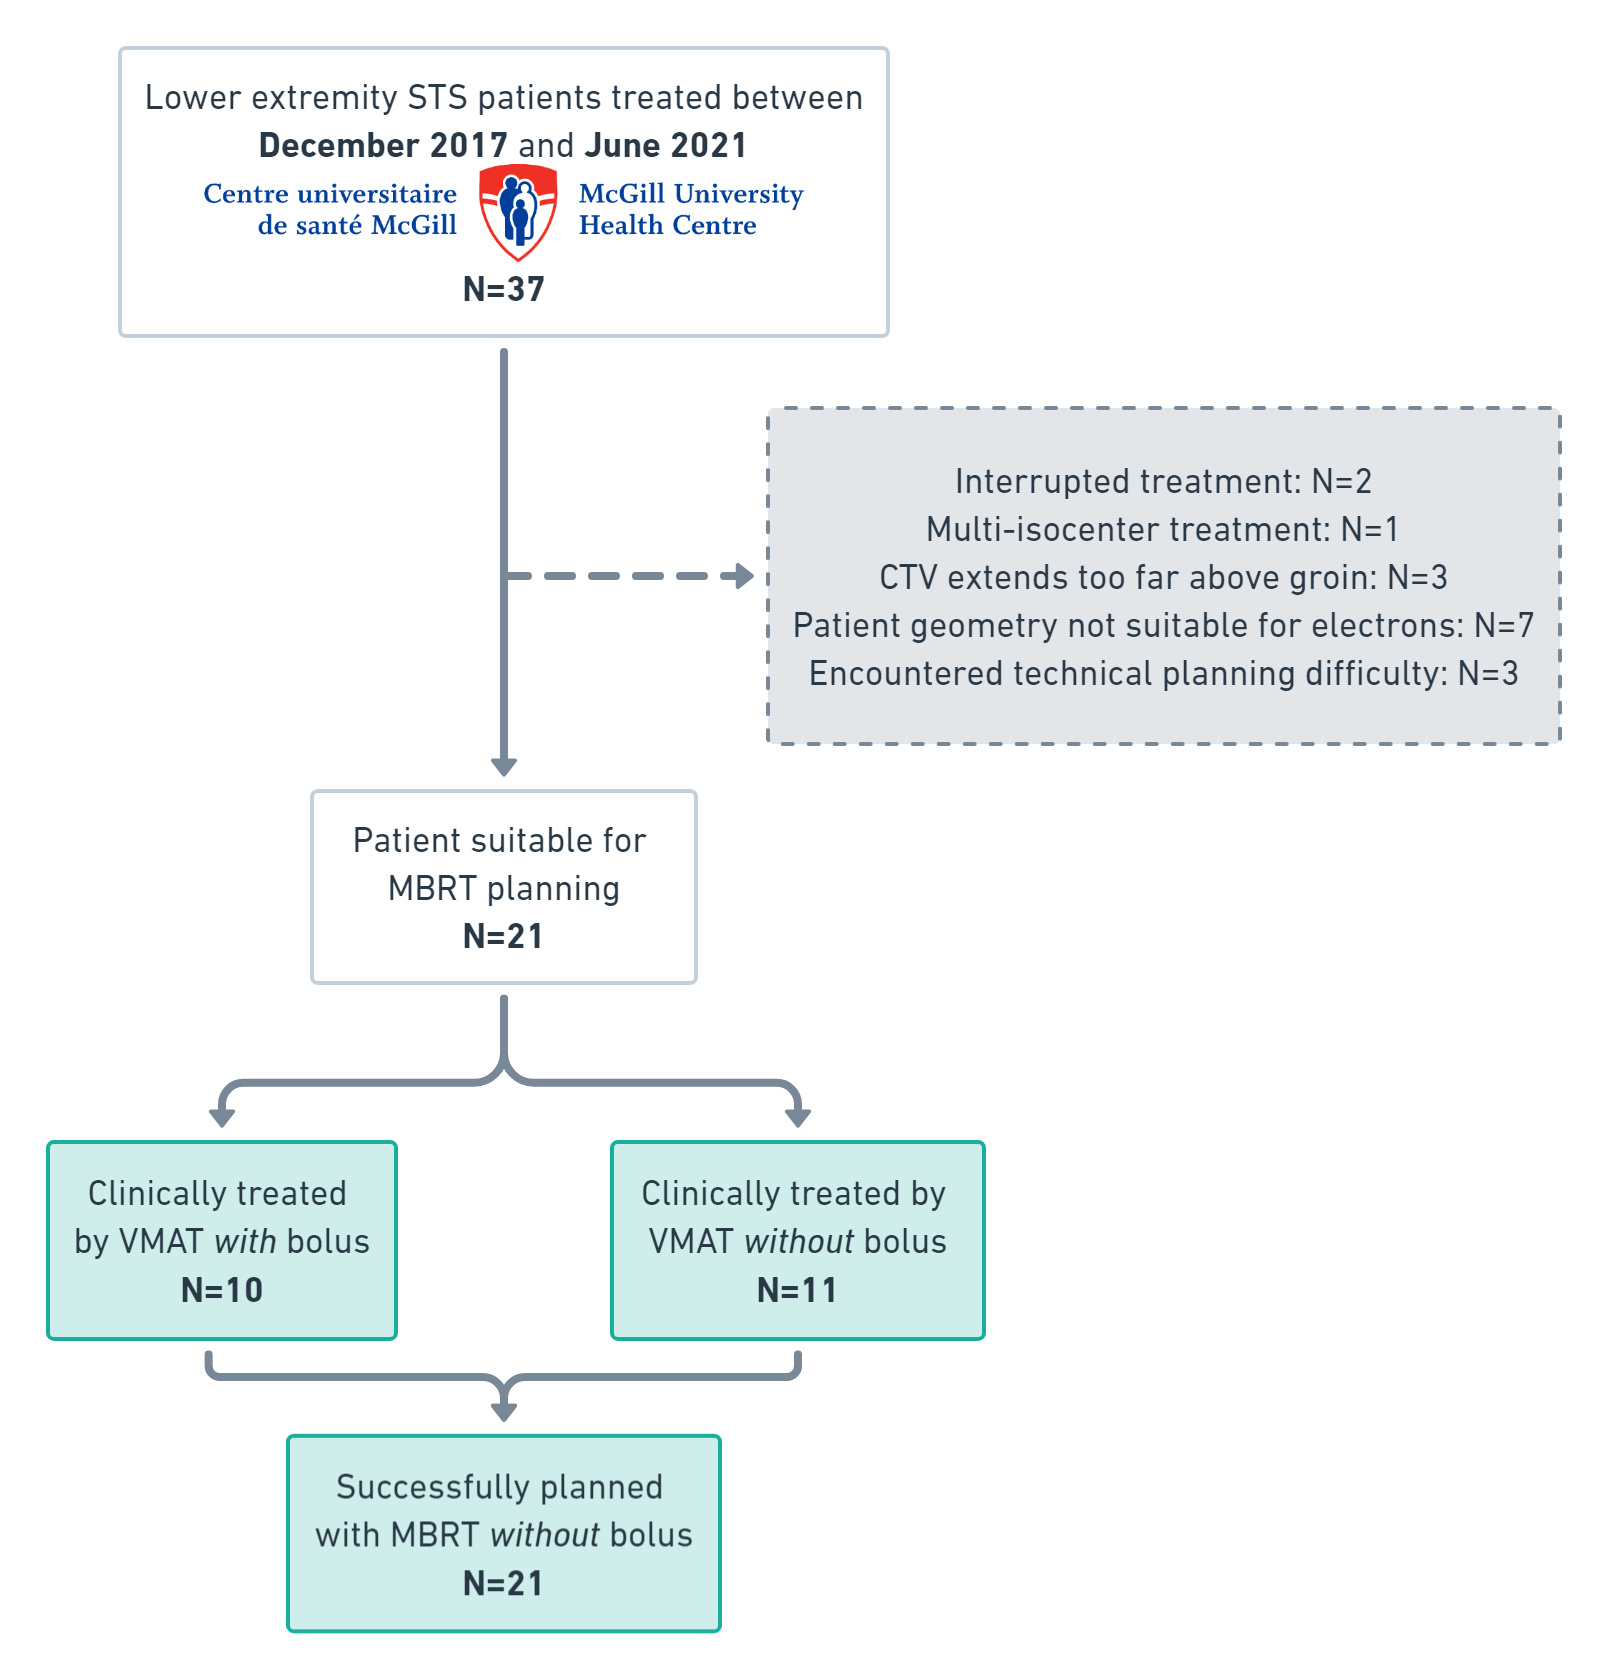 Lower extremity STS patients treated between
December 2017 and June 2021
Centre universitaire
de santé McGill
McGill University
Health Centre
N=37
Interrupted treatment: N=2
Multi-isocenter treatment: N=1
CTV extends too far above groin: N=3
Patient geometry not suitable for electrons: N=7
Encountered technical planning difficulty: N=3
Patient suitable for
MBRT planning
N=21
Clinically treated
by VMAT with bolus
N=10
Clinically treated by
VMAT without bolus
N=11
Successfully planned
with MBRT without bolus
N=21